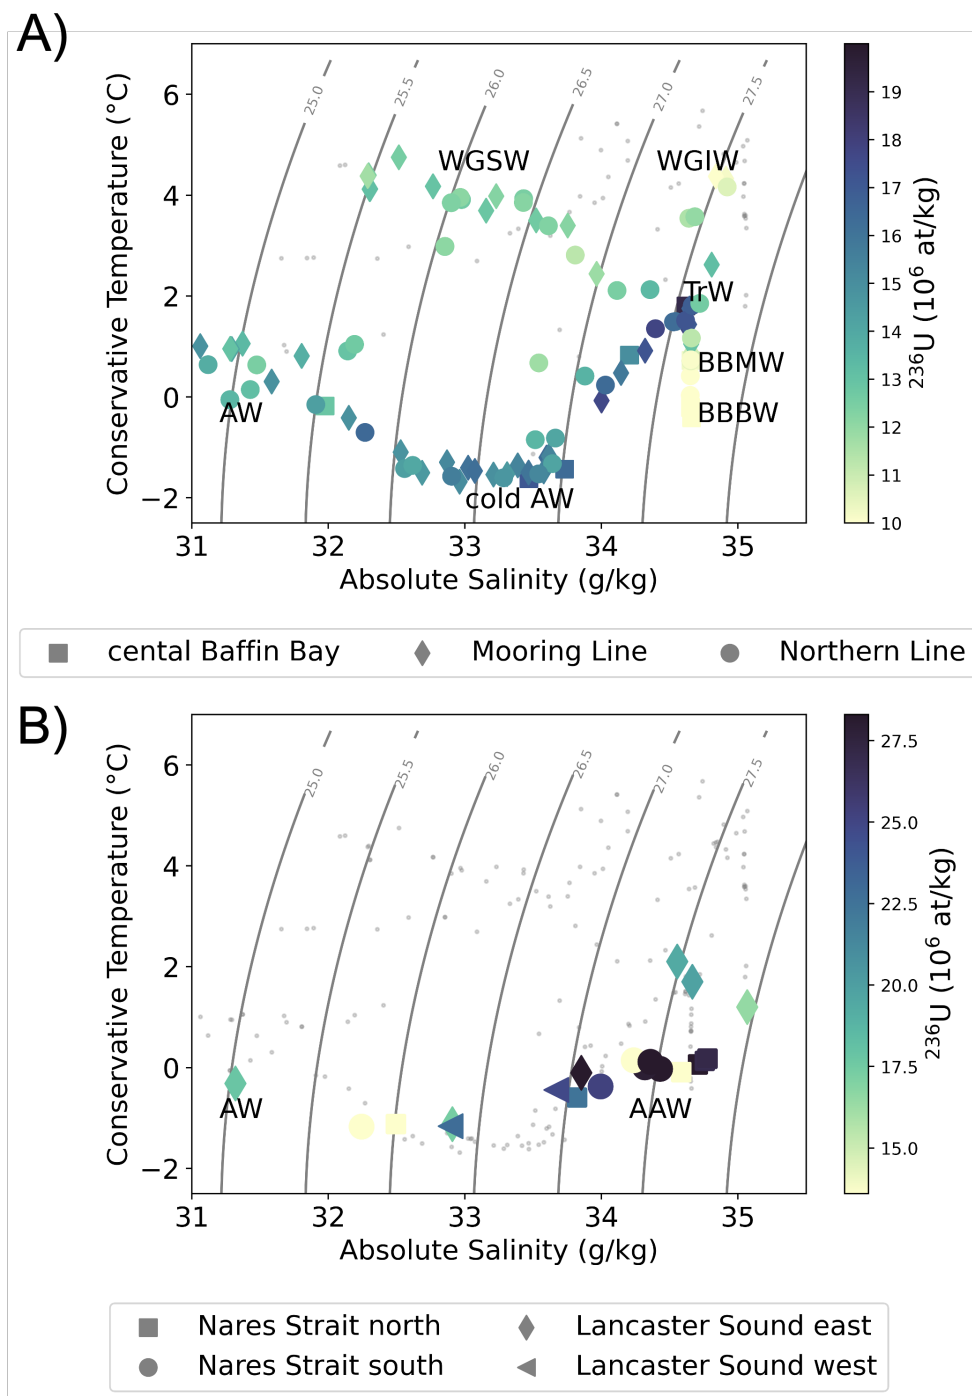 A)
6
4
2
0
−2
Conservative Temperature (°C)
25.0
25.5
26.0
26.5
27.0
27.5
WGSW
WGIW
TrW
BBMW
BBBW
AW
cold AW
31 32 33 34 35
Absolute Salinity (g/kg)
19
18
17
16
15
14
13
12
11
10
²³⁶U (10⁶ at/kg)
cental Baffin Bay Mooring Line Northern Line
B)
6
4
2
0
−2
Conservative Temperature (°C)
25.0
25.5
26.0
26.5
27.0
27.5
AW
AAW
31 32 33 34 35
Absolute Salinity (g/kg)
27.5
25.0
22.5
20.0
17.5
15.0
²³⁶U (10⁶ at/kg)
Nares Strait north Lancaster Sound east
Nares Strait south Lancaster Sound west